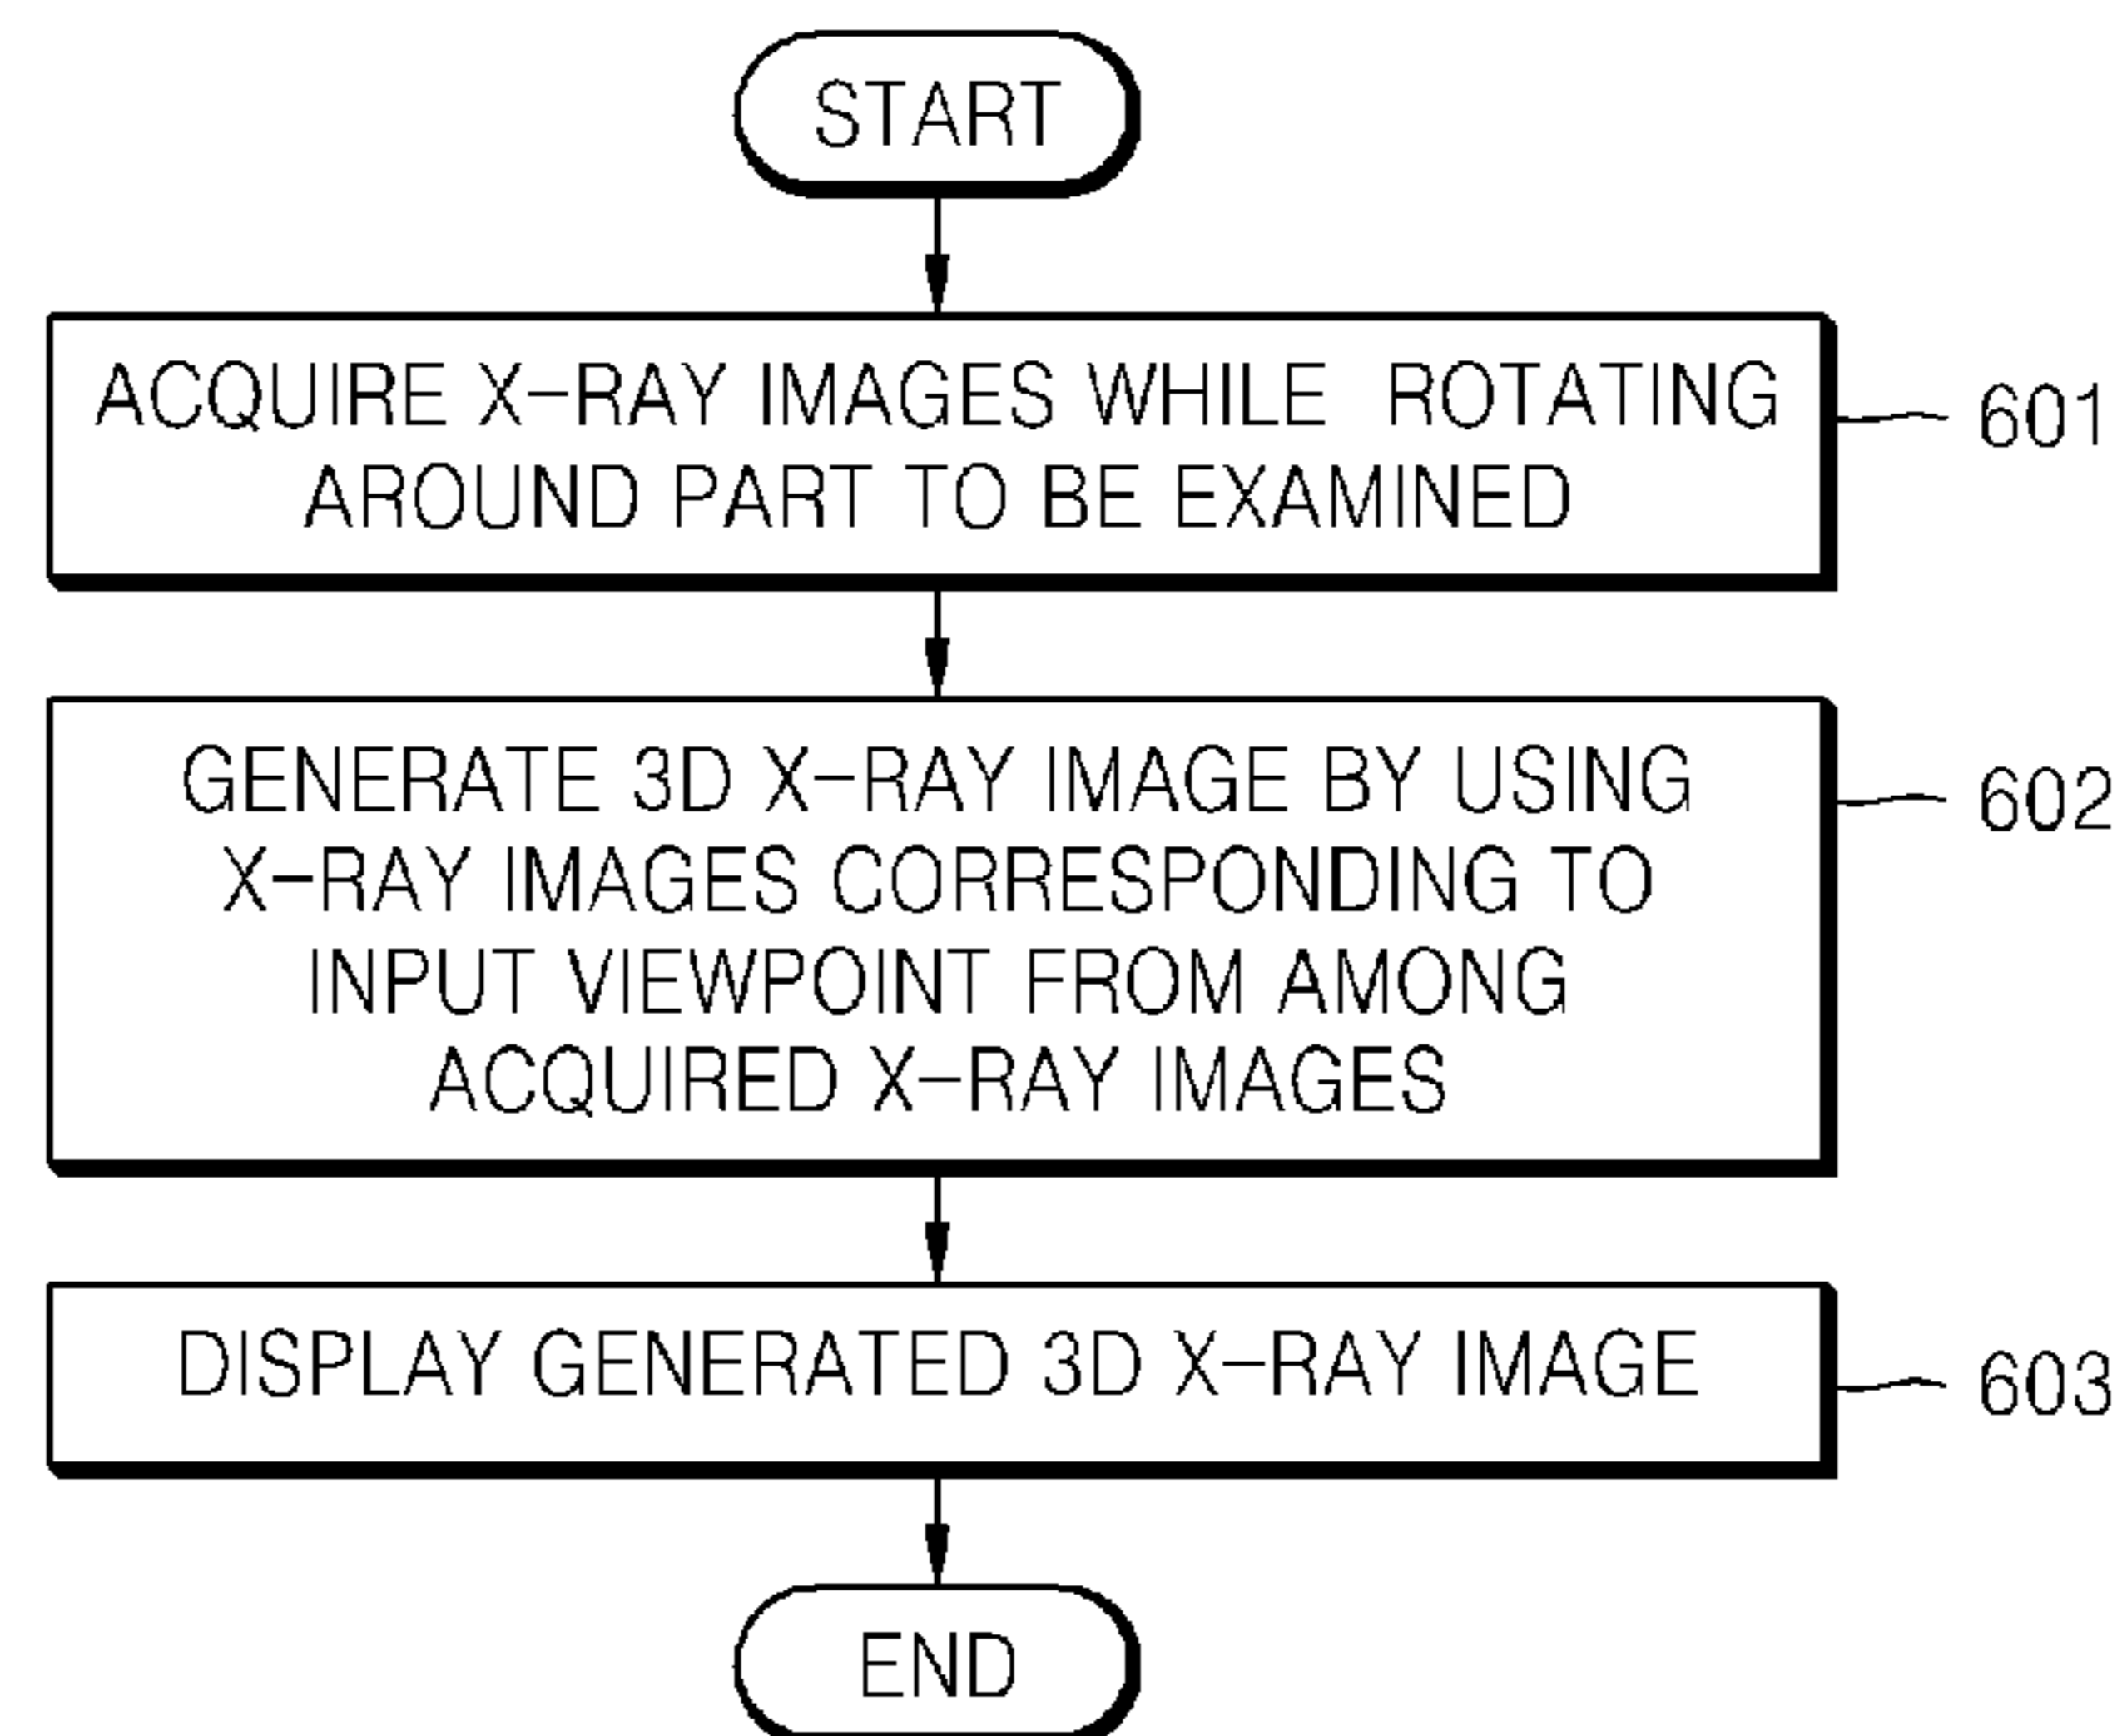 START
ACQUIRE X-RAY IMAGES WHILE ROTATING
AROUND PART TO BE EXAMINED
601
GENERATE 3D X-RAY IMAGE BY USING
X-RAY IMAGES CORRESPONDING TO
INPUT VIEWPOINT FROM AMONG
ACQUIRED X-RAY IMAGES
602
DISPLAY GENERATED 3D X-RAY IMAGE
603
END